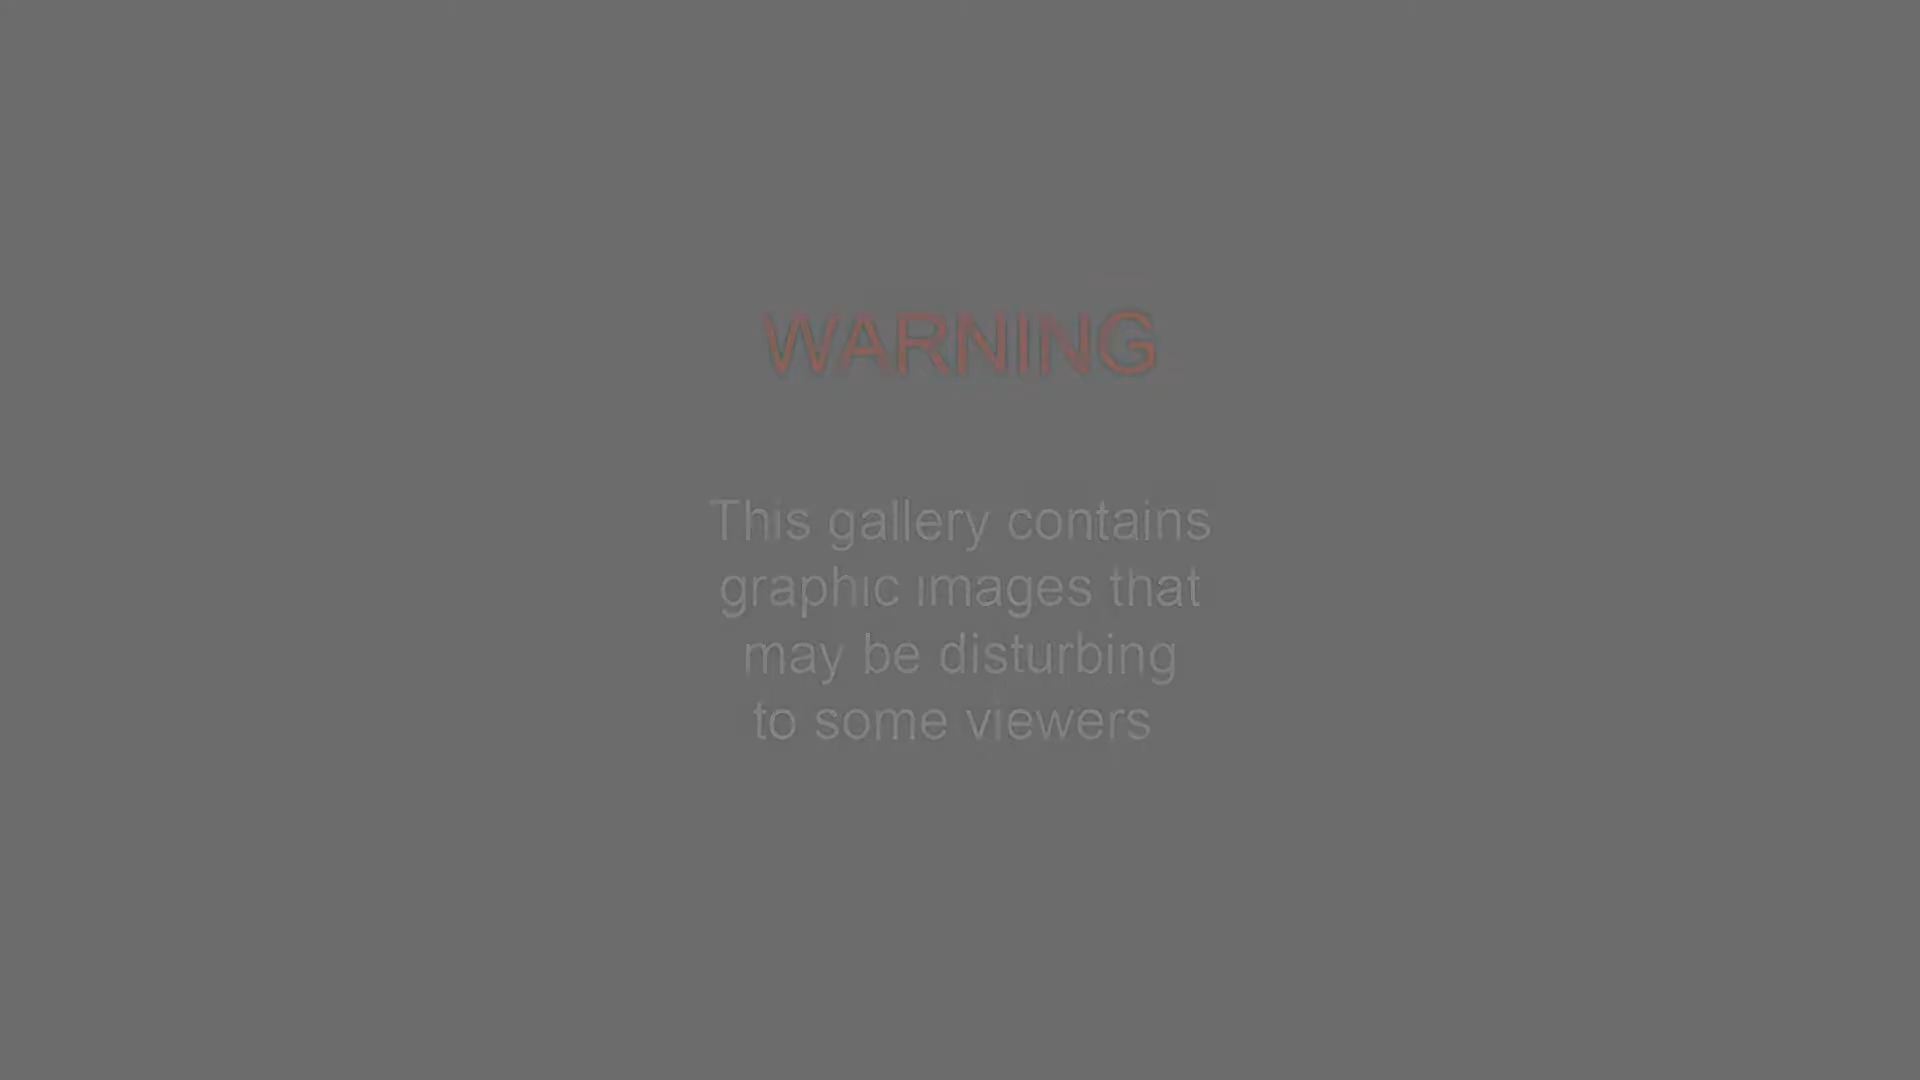 WARNING
This gallery contains
graphic images that
may be disturbing
to some viewers